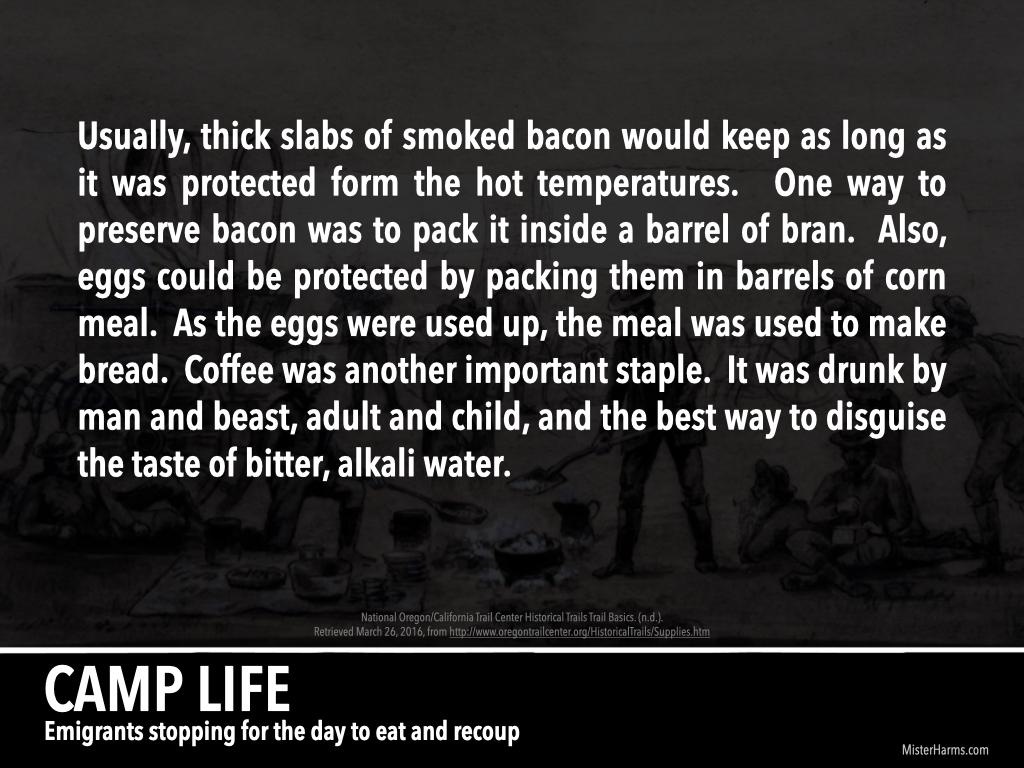 Usually, thick slabs of smoked bacon would keep as long as
it was protected form the hot temperatures. One way to
preserve bacon was to pack it inside a barrel of bran. Also,
eggs could be protected by packing them in barrels of corn
meal. As the eggs were used up, the meal was used to make
bread. Coffee was another important staple. It was drunk by
man and beast, adult and child, and the best way to disguise
the taste of bitter, alkali water.
National Oregon/California Trail Center Historical Trails Trail Basics. (n.d.).
Retrieved March 26, 2016, from http://www.oregontrailcenter.org/HistoricalTrails/Supplies.htm
CAMP LIFE
Emigrants stopping for the day to eat and recoup
MisterHarms.com